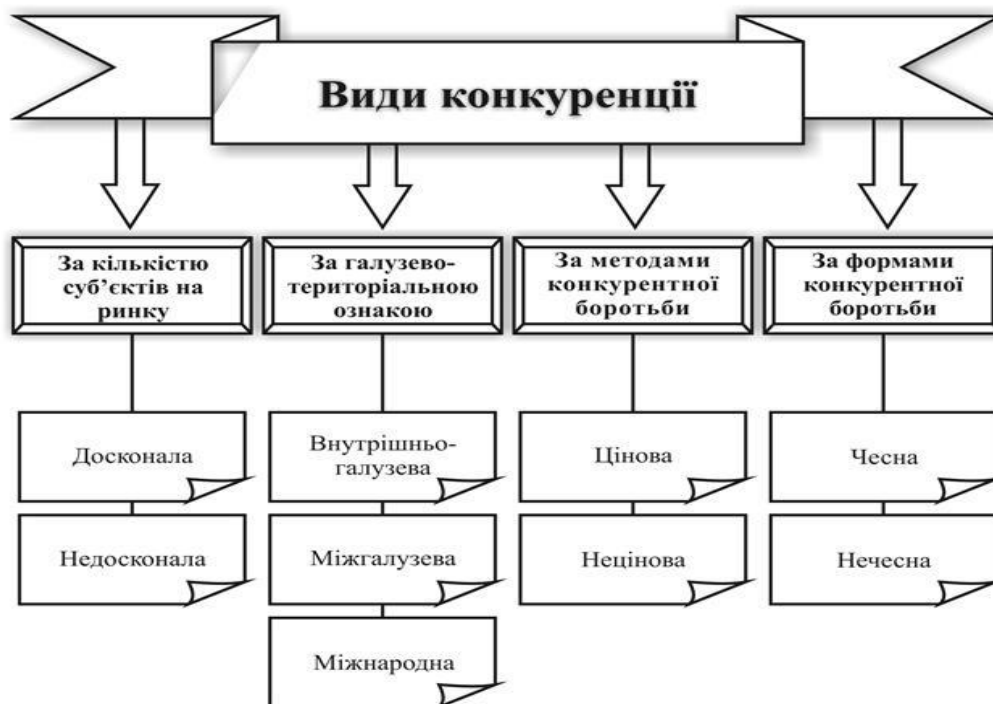 Види конкуренції
За кількістю
суб’єктів на
ринку
За галузево-
територіальною
ознакою
За методами
конкурентної
боротьби
За формами
конкурентної
боротьби
Досконала
Недосконала
Внутрішньо-
галузева
Міжгалузева
Міжнародна
Цінова
Нецінова
Чесна
Нечесна